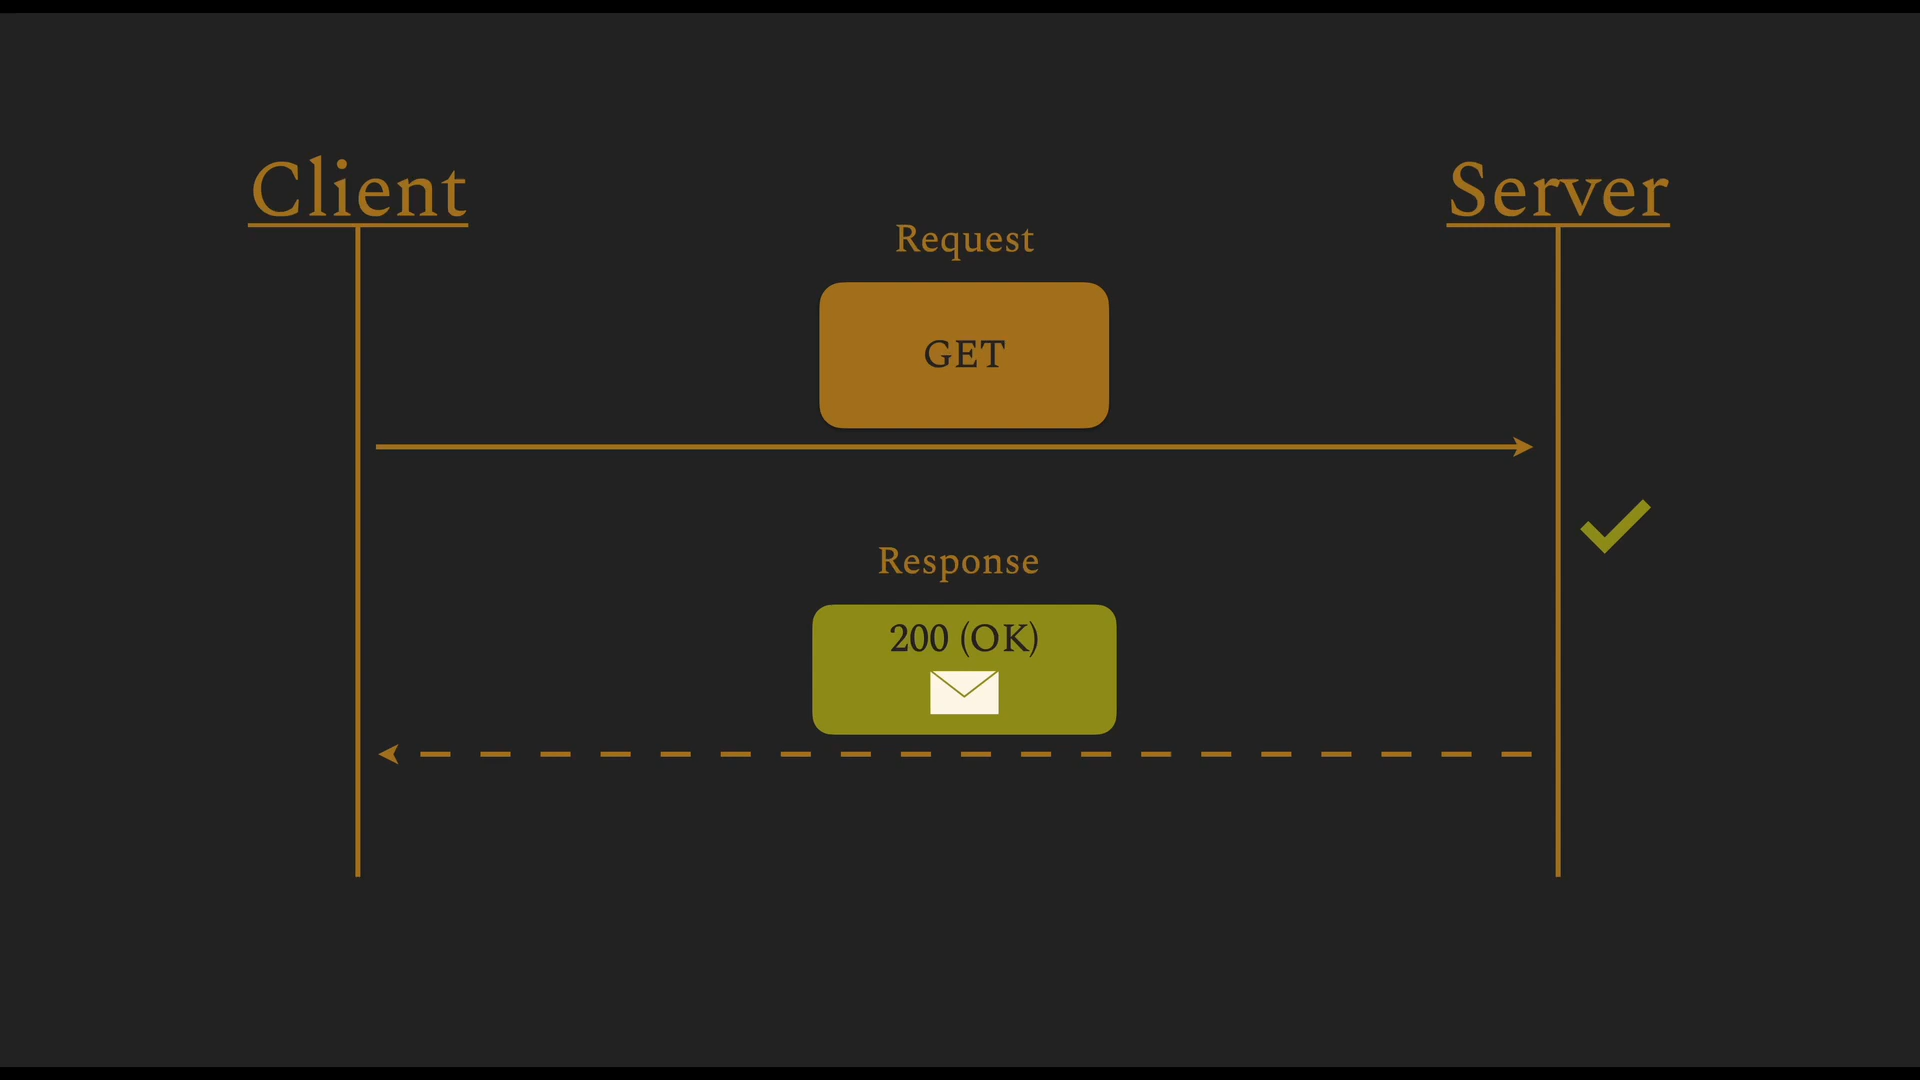 Client
Server
Request
GET
Response
200 (OK)